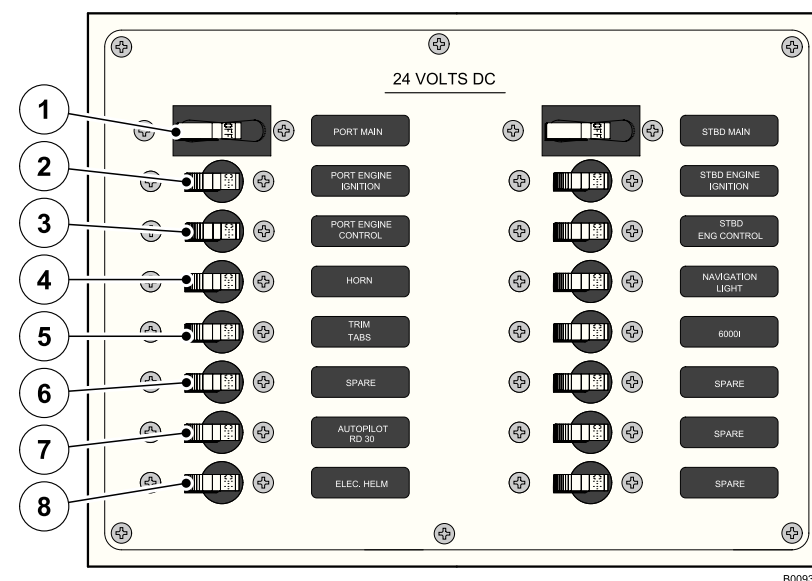 24 VOLTS DC
1
OFF
PORT MAIN
OFF
STBD MAIN
2
PORT ENGINE
IGNITION
STBD ENGINE
IGNITION
3
PORT ENGINE
CONTROL
STBD
ENG CONTROL
4
HORN
NAVIGATION
LIGHT
5
TRIM
TABS
6000I
6
SPARE
SPARE
7
AUTOPILOT
RD 30
SPARE
8
ELEC. HELM
SPARE